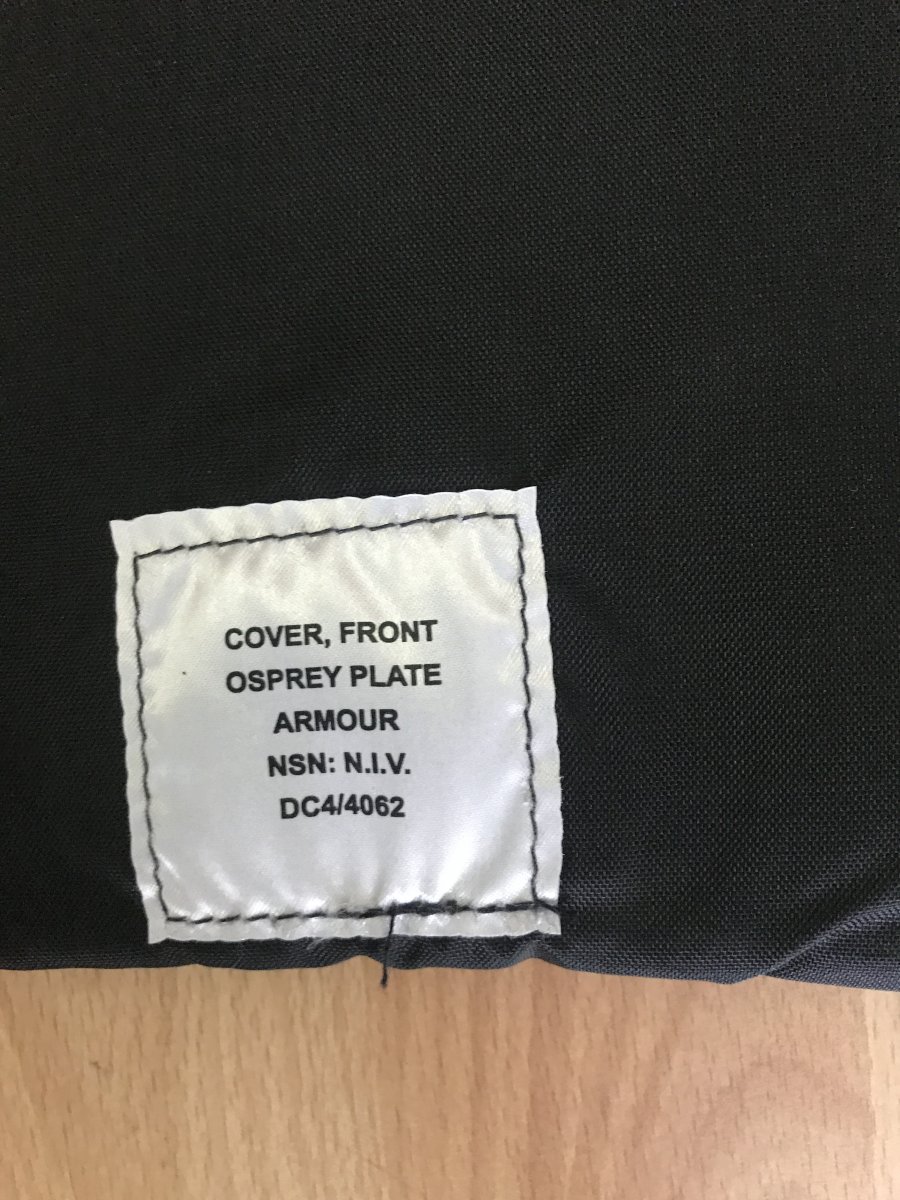 COVER, FRONT
OSPREY PLATE
ARMOUR
NSN: N.I.V.
DC4/4062